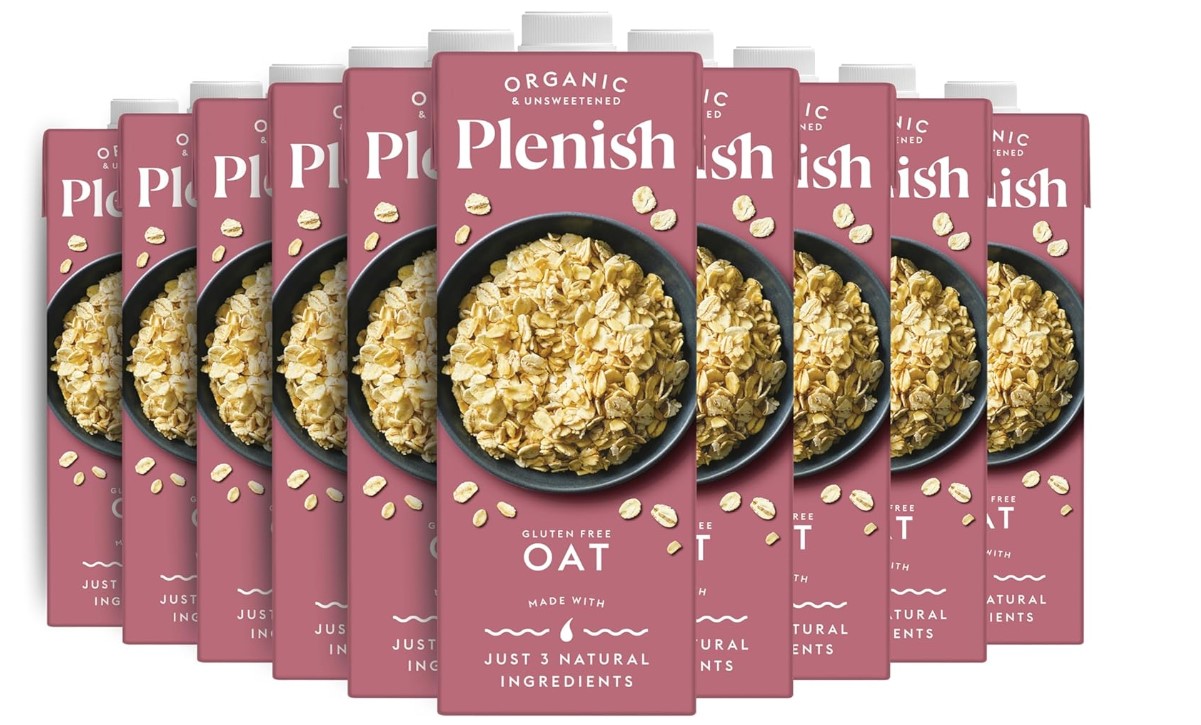 ORGANIC
& UNSWEETENED
Plenish
GLUTEN FREE
OAT
MADE WITH
JUST 3 NATURAL
INGREDIENTS